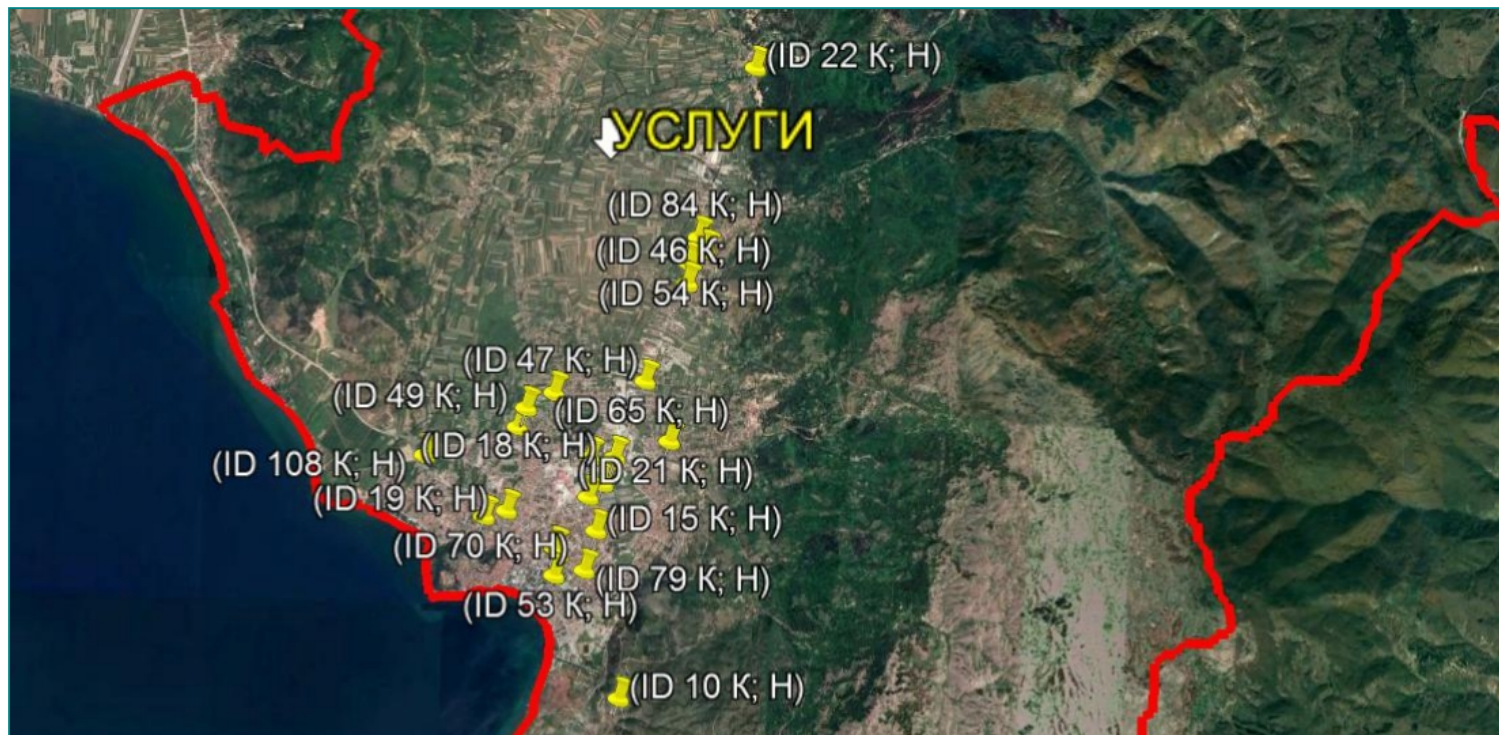 (ID 22 К; Н)
УСЛУГИ
(ID 84 К; Н)
(ID 46 К; Н)
(ID 54 К; Н)
(ID 47 К; Н)
(ID 49 К; Н)
(ID 65 К; Н)
(ID 18 К; Н)
(ID 108 К; Н)
(ID 21 К; Н)
(ID 19 К; Н)
(ID 15 К; Н)
(ID 70 К; Н)
(ID 79 К; Н)
(ID 53 К; Н)
(ID 10 К; Н)